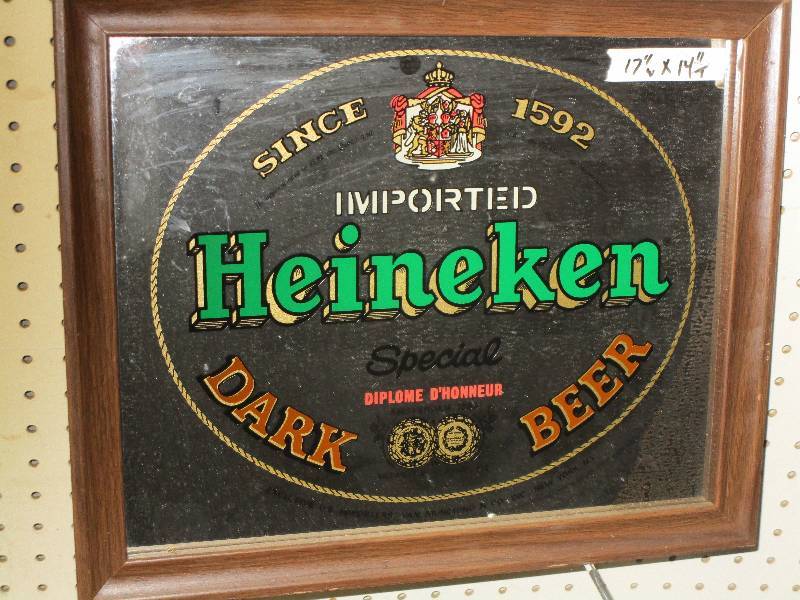 17"w x 14"T
SINCE 1592
IMPORTED
Heineken
Special
DIPLOME D'HONNEUR
DARK BEER